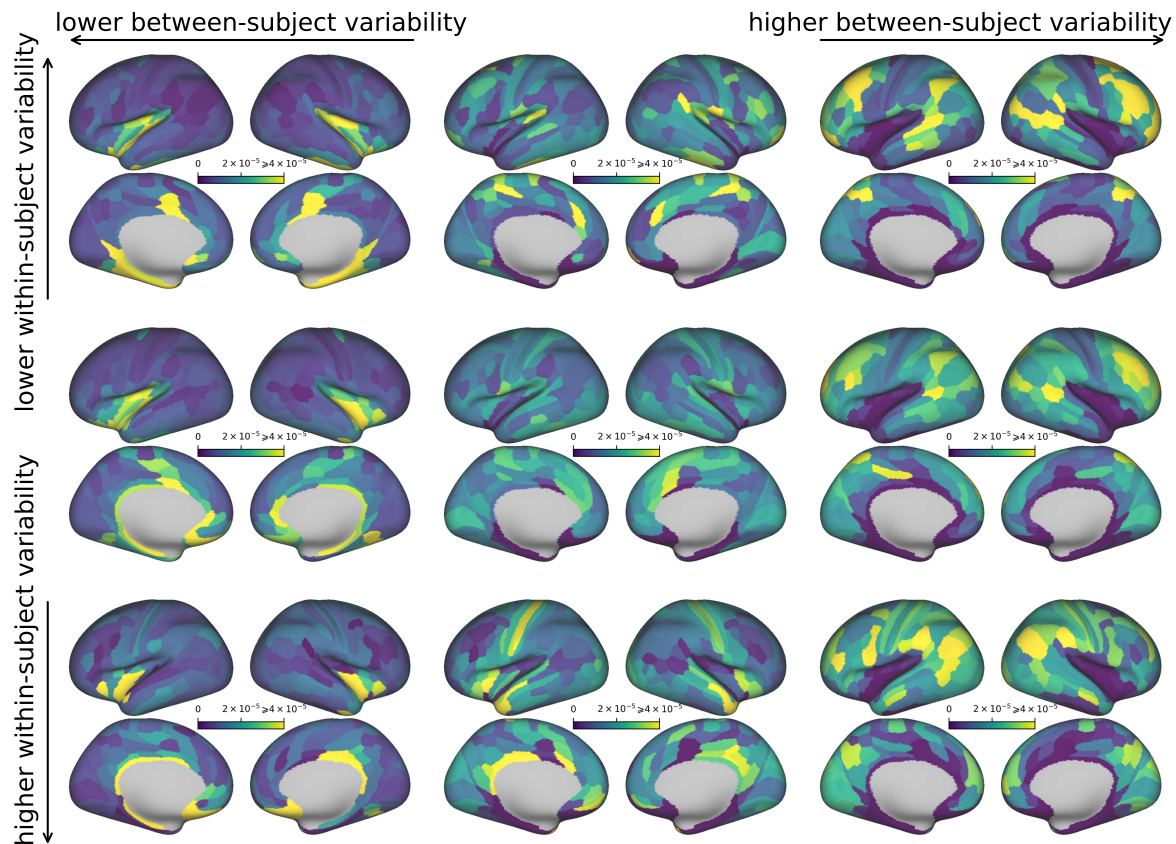 lower between-subject variability
higher between-subject variability
lower within-subject variability
higher within-subject variability
0 2×10⁻⁵ ⩾4×10⁻⁵
0 2×10⁻⁵ ⩾4×10⁻⁵
0 2×10⁻⁵ ⩾4×10⁻⁵
0 2×10⁻⁵ ⩾4×10⁻⁵
0 2×10⁻⁵ ⩾4×10⁻⁵
0 2×10⁻⁵ ⩾4×10⁻⁵
0 2×10⁻⁵ ⩾4×10⁻⁵
0 2×10⁻⁵ ⩾4×10⁻⁵
0 2×10⁻⁵ ⩾4×10⁻⁵